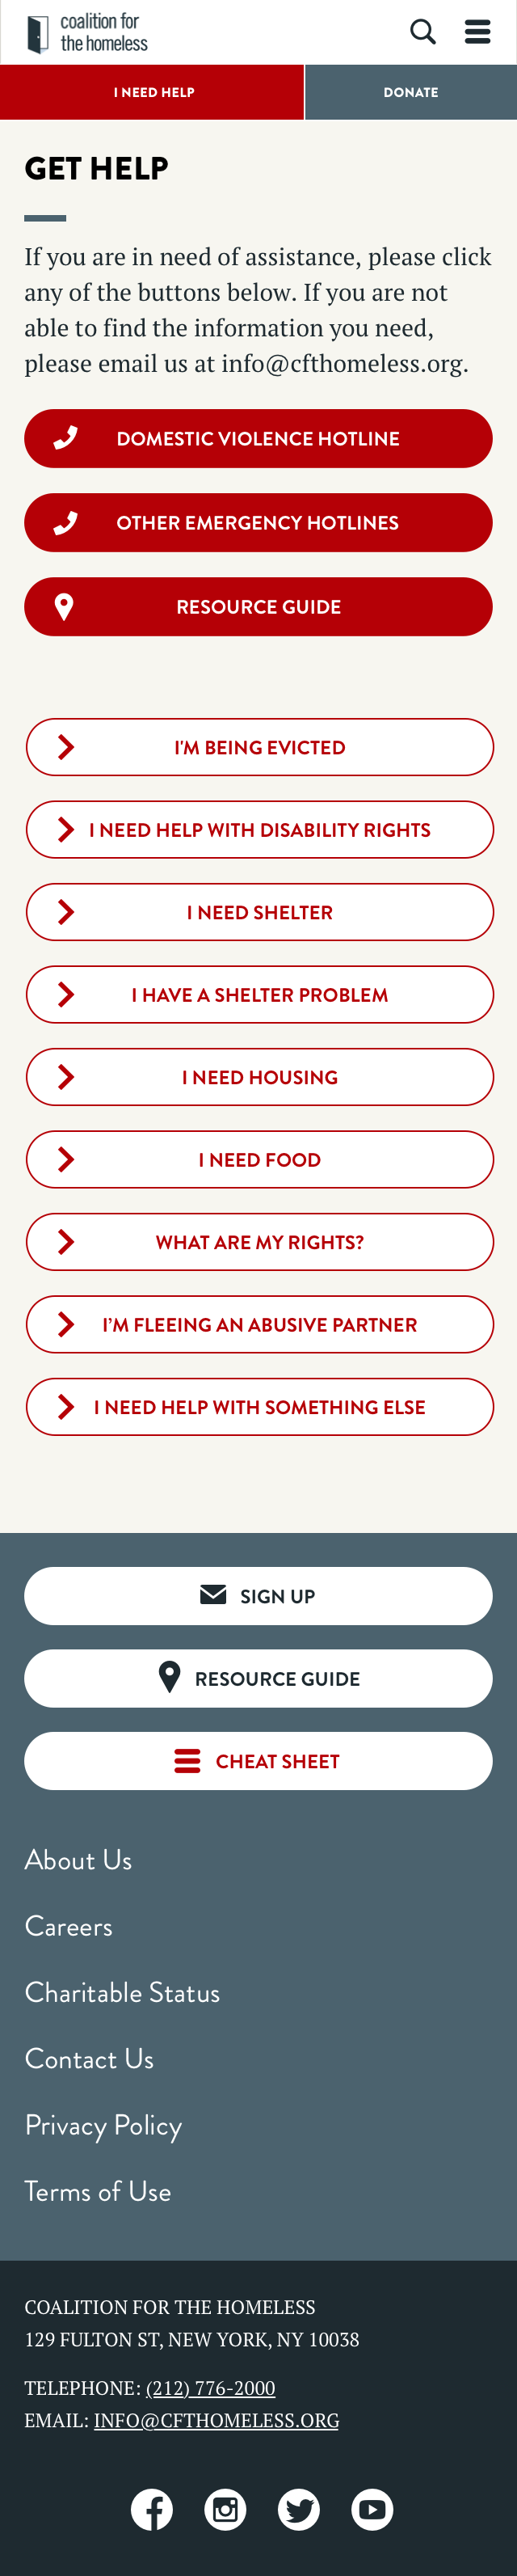 coalition for
the homeless
I NEED HELP
DONATE
GET HELP
If you are in need of assistance, please click
any of the buttons below. If you are not
able to find the information you need,
please email us at info@cfthomeless.org.
DOMESTIC VIOLENCE HOTLINE
OTHER EMERGENCY HOTLINES
RESOURCE GUIDE
I'M BEING EVICTED
I NEED HELP WITH DISABILITY RIGHTS
I NEED SHELTER
I HAVE A SHELTER PROBLEM
I NEED HOUSING
I NEED FOOD
WHAT ARE MY RIGHTS?
I’M FLEEING AN ABUSIVE PARTNER
I NEED HELP WITH SOMETHING ELSE
SIGN UP
RESOURCE GUIDE
CHEAT SHEET
About Us
Careers
Charitable Status
Contact Us
Privacy Policy
Terms of Use
COALITION FOR THE HOMELESS
129 FULTON ST, NEW YORK, NY 10038
TELEPHONE: (212) 776-2000
EMAIL: INFO@CFTHOMELESS.ORG